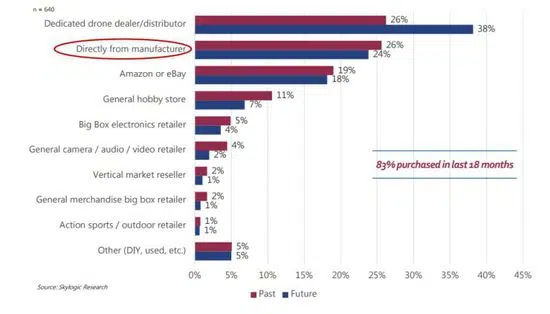 n = 640
Dedicated drone dealer/distributor
26%
38%
Directly from manufacturer
26%
24%
Amazon or eBay
19%
18%
General hobby store
11%
7%
Big Box electronics retailer
5%
4%
General camera / audio / video retailer
4%
2%
83% purchased in last 18 months
Vertical market reseller
2%
1%
General merchandise big box retailer
2%
1%
Action sports / outdoor retailer
1%
1%
Other (DIY, used, etc.)
5%
5%
0% 5% 10% 15% 20% 25% 30% 35% 40% 45%
Source: Skylogic Research
Past Future